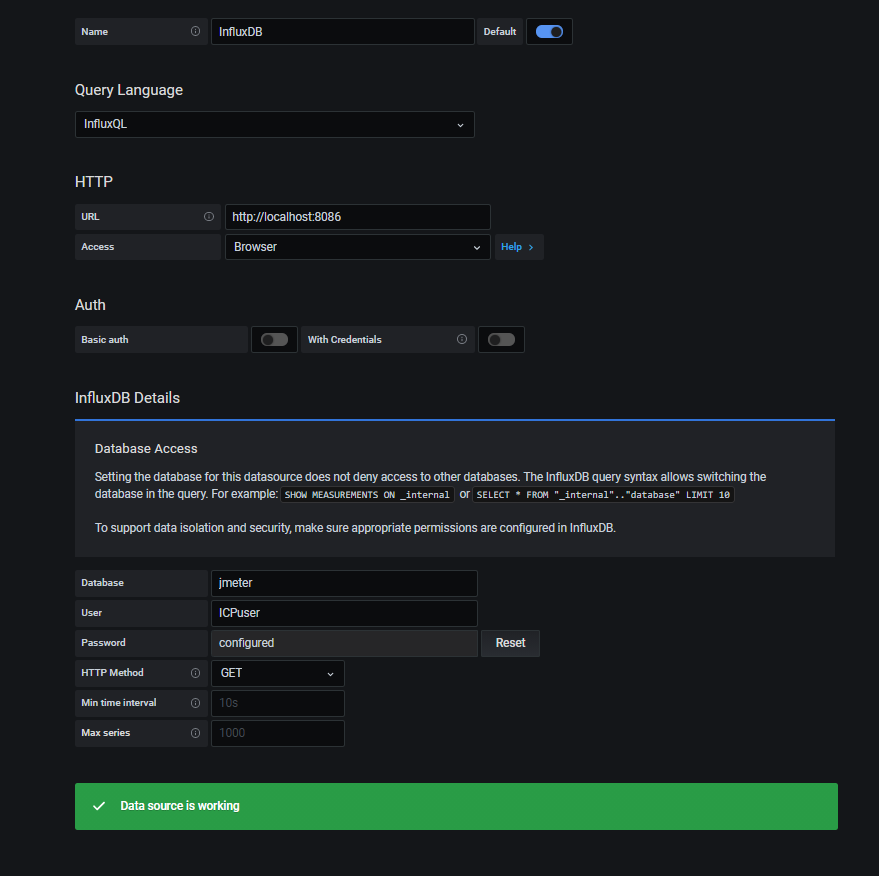 Name InfluxDB Default
Query Language
InfluxQL
HTTP
URL http://localhost:8086
Access Browser Help >
Auth
Basic auth With Credentials
InfluxDB Details
Database Access
Setting the database for this datasource does not deny access to other databases. The InfluxDB query syntax allows switching the
database in the query. For example: SHOW MEASUREMENTS ON _internal or SELECT * FROM "_internal".."database" LIMIT 10
To support data isolation and security, make sure appropriate permissions are configured in InfluxDB.
Database jmeter
User ICPuser
Password configured Reset
HTTP Method GET
Min time interval 10s
Max series 1000
Data source is working